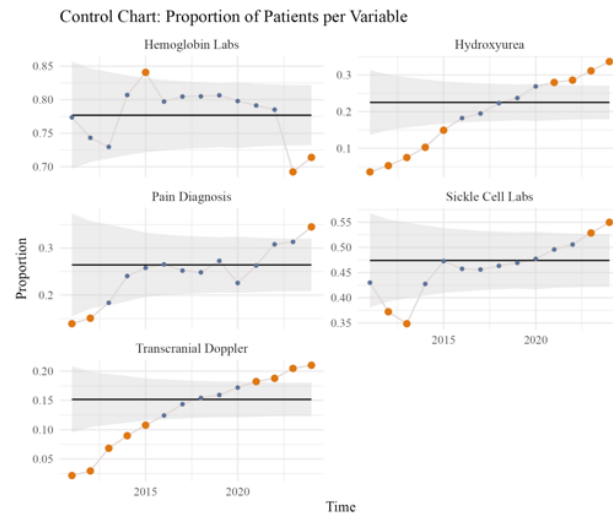 Control Chart: Proportion of Patients per Variable
Hemoglobin Labs
0.85
0.80
0.75
0.70
Hydroxyurea
0.3
0.2
0.1
Pain Diagnosis
0.3
0.2
Sickle Cell Labs
0.55
0.50
0.45
0.40
0.35
2015 2020
Transcranial Doppler
0.20
0.15
0.10
0.05
2015 2020
Proportion
Time